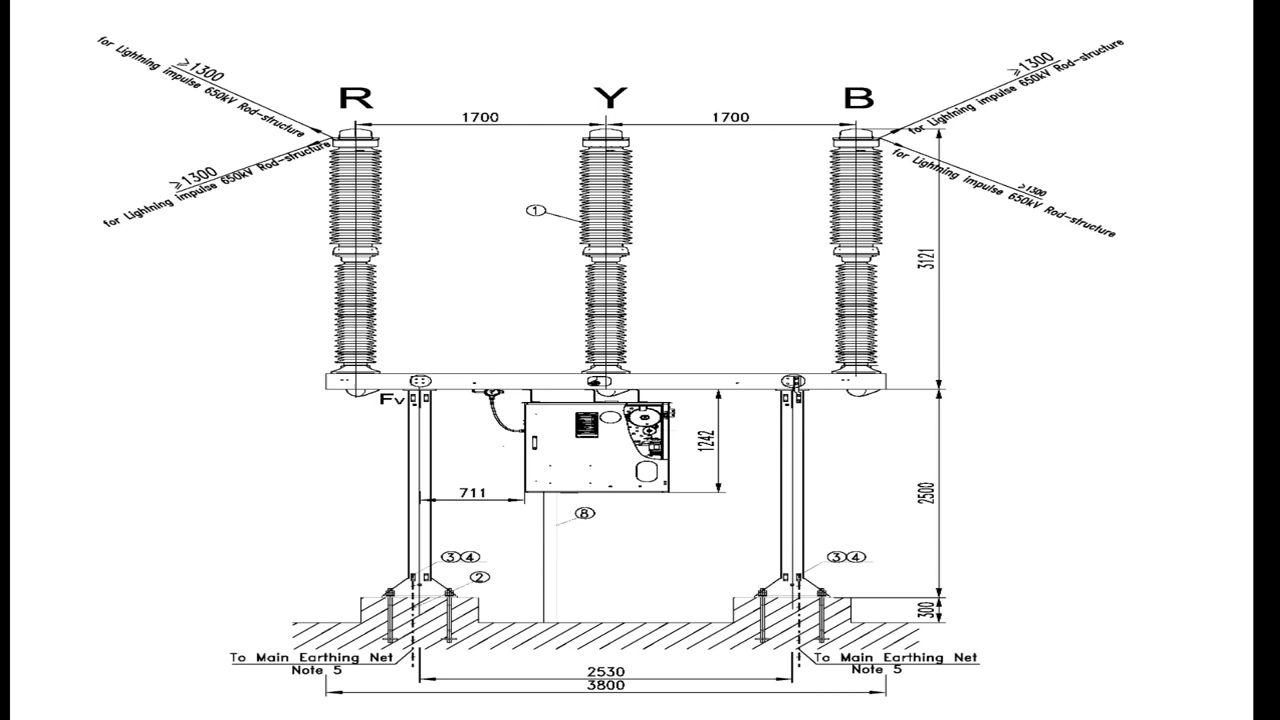 for Lightning impulse 650kV Rod-structure
≥1300
≥1300
for Lightning impulse 650kV Rod-structure
R
Y
B
1700
1700
≥1300
for Lightning impulse 650kV Rod-structure
for Lightning impulse 650kV Rod-structure
≥1300
1
3121
Fv
1242
711
2500
8
3 4
3 4
2
300
To Main Earthing Net
Note 5
To Main Earthing Net
Note 5
2530
3800